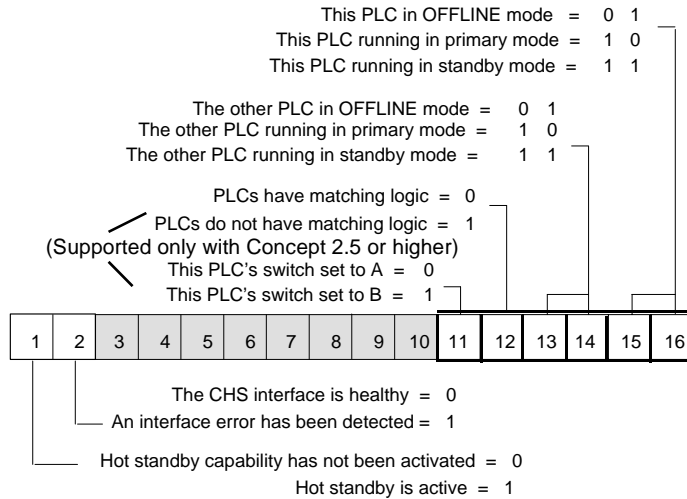 This PLC in OFFLINE mode = 0 1
This PLC running in primary mode = 1 0
This PLC running in standby mode = 1 1
The other PLC in OFFLINE mode = 0 1
The other PLC running in primary mode = 1 0
The other PLC running in standby mode = 1 1
PLCs have matching logic = 0
PLCs do not have matching logic = 1
(Supported only with Concept 2.5 or higher)
This PLC's switch set to A = 0
This PLC's switch set to B = 1
1 2 3 4 5 6 7 8 9 10 11 12 13 14 15 16
The CHS interface is healthy = 0
An interface error has been detected = 1
Hot standby capability has not been activated = 0
Hot standby is active = 1